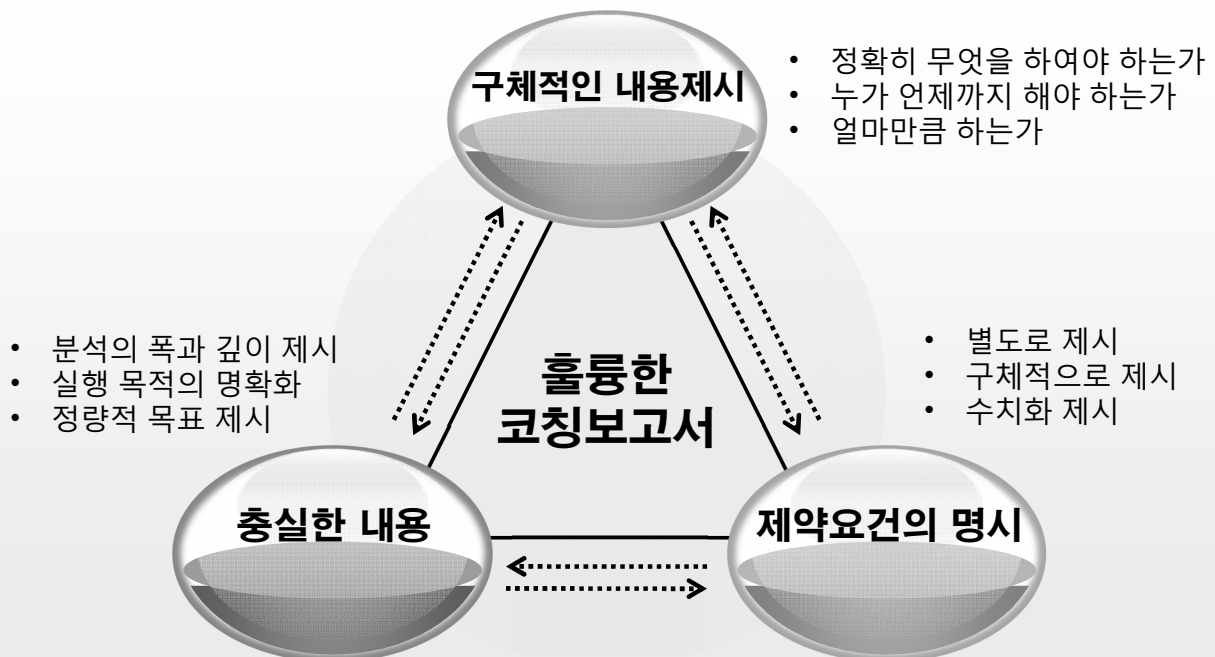 구체적인 내용제시
• 정확히 무엇을 하여야 하는가
• 누가 언제까지 해야 하는가
• 얼마만큼 하는가
• 분석의 폭과 깊이 제시
• 실행 목적의 명확화
• 정량적 목표 제시
훌륭한
코칭보고서
• 별도로 제시
• 구체적으로 제시
• 수치화 제시
충실한 내용
제약요건의 명시